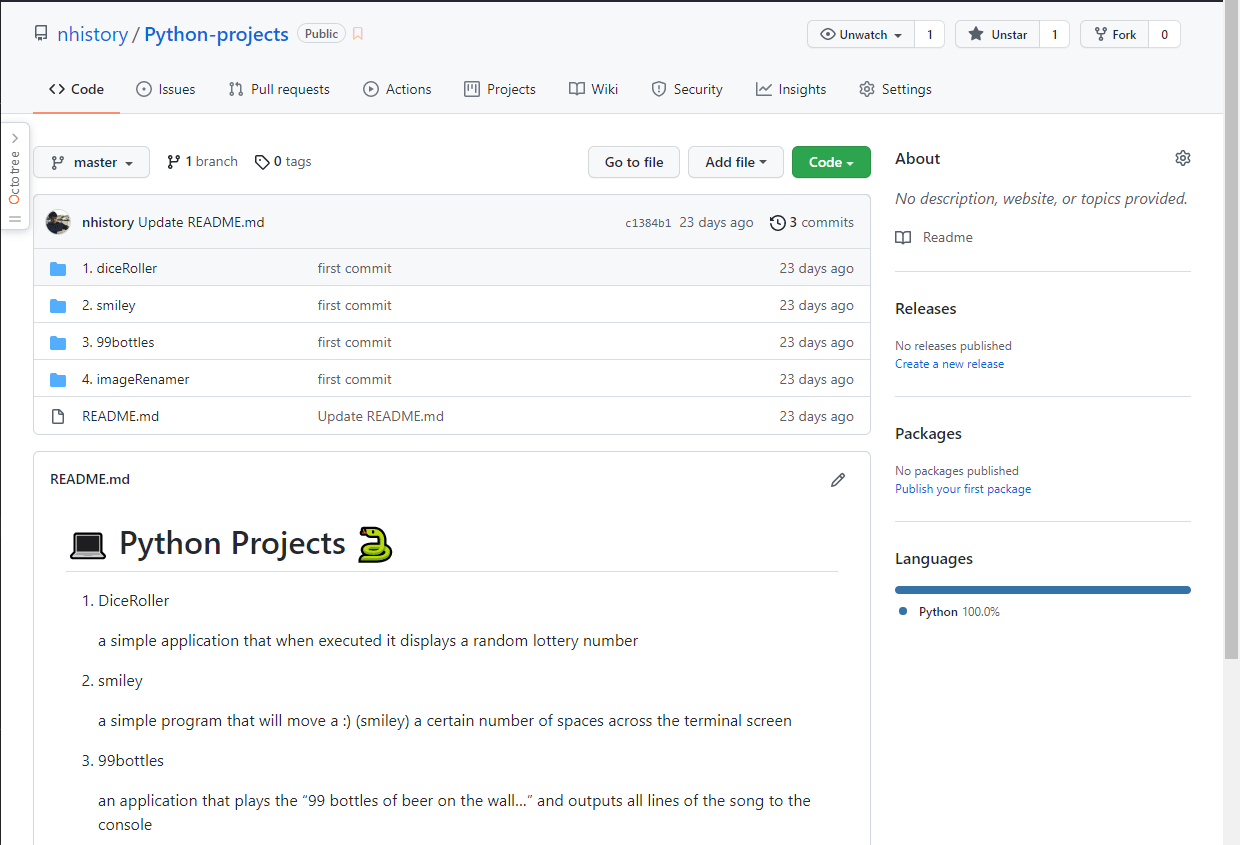 nhistory / Python-projects Public
Unwatch 1 Unstar 1 Fork 0
Code Issues Pull requests Actions Projects Wiki Security Insights Settings
Octotree
master 1 branch 0 tags Go to file Add file Code
nhistory Update README.md c1384b1 23 days ago 3 commits
1. diceRoller first commit 23 days ago
2. smiley first commit 23 days ago
3. 99bottles first commit 23 days ago
4. imageRenamer first commit 23 days ago
README.md Update README.md 23 days ago
README.md
Python Projects
1. DiceRoller
a simple application that when executed it displays a random lottery number
2. smiley
a simple program that will move a :) (smiley) a certain number of spaces across the terminal screen
3. 99bottles
an application that plays the “99 bottles of beer on the wall...” and outputs all lines of the song to the
console
About
No description, website, or topics provided.
Readme
Releases
No releases published
Create a new release
Packages
No packages published
Publish your first package
Languages
Python 100.0%